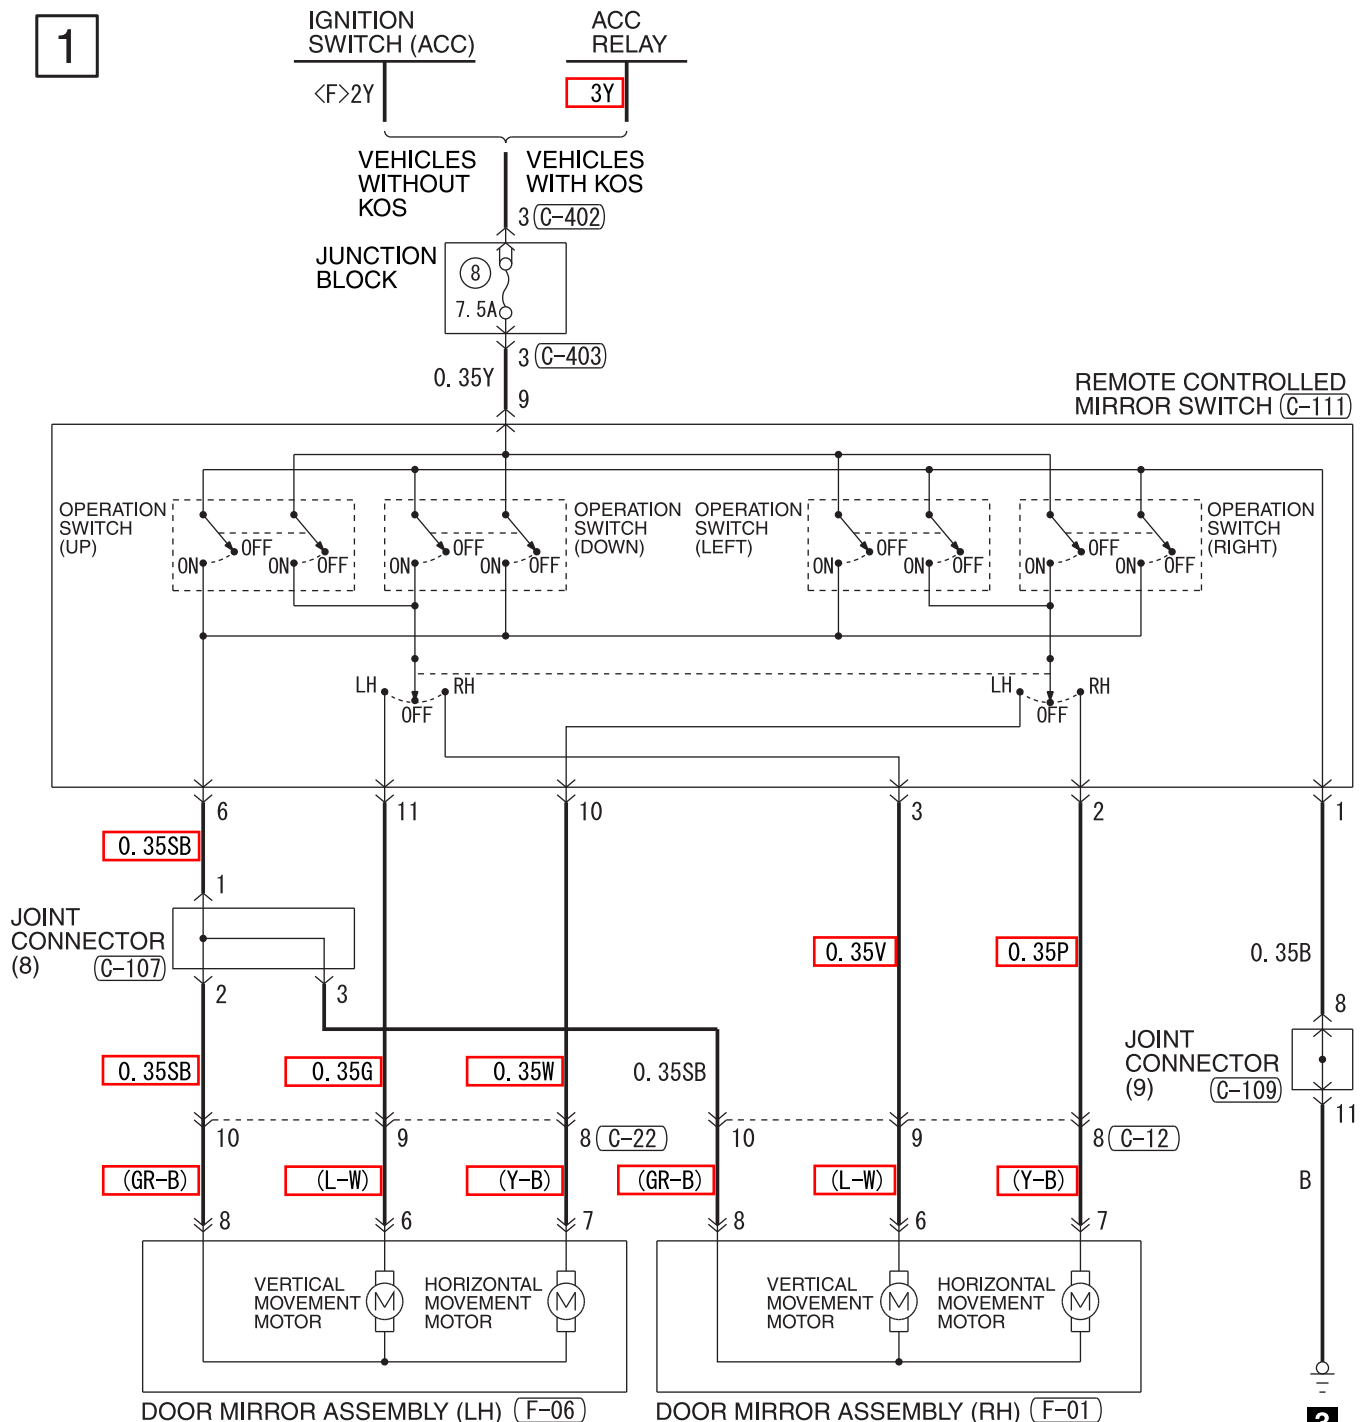 1
IGNITION
SWITCH (ACC)
ACC
RELAY
<F>2Y
3Y
VEHICLES
WITHOUT
KOS
VEHICLES
WITH KOS
3 C-402
JUNCTION
BLOCK
8
7. 5A
3 C-403
0. 35Y
9
REMOTE CONTROLLED
MIRROR SWITCH C-111
OPERATION
SWITCH
(UP)
OFF
ON
ON OFF
OPERATION
SWITCH
(DOWN)
OFF
ON
ON OFF
OPERATION
SWITCH
(LEFT)
OFF
ON
ON OFF
OPERATION
SWITCH
(RIGHT)
OFF
ON
ON OFF
LH RH
OFF
LH RH
OFF
6 11 10 3 2 1
0. 35SB
1
JOINT
CONNECTOR
(8) C-107
2 3
0. 35V 0. 35P 0. 35B
8
JOINT
CONNECTOR
(9) C-109
11
0. 35SB 0. 35G 0. 35W 0. 35SB
10 9 8 C-22 10 9 8 C-12
(GR-B) (L-W) (Y-B) (GR-B) (L-W) (Y-B) B
8 6 7 8 6 7
VERTICAL
MOVEMENT
MOTOR
M
HORIZONTAL
MOVEMENT
MOTOR
M
VERTICAL
MOVEMENT
MOTOR
M
HORIZONTAL
MOVEMENT
MOTOR
M
DOOR MIRROR ASSEMBLY (LH) F-06
DOOR MIRROR ASSEMBLY (RH) F-01